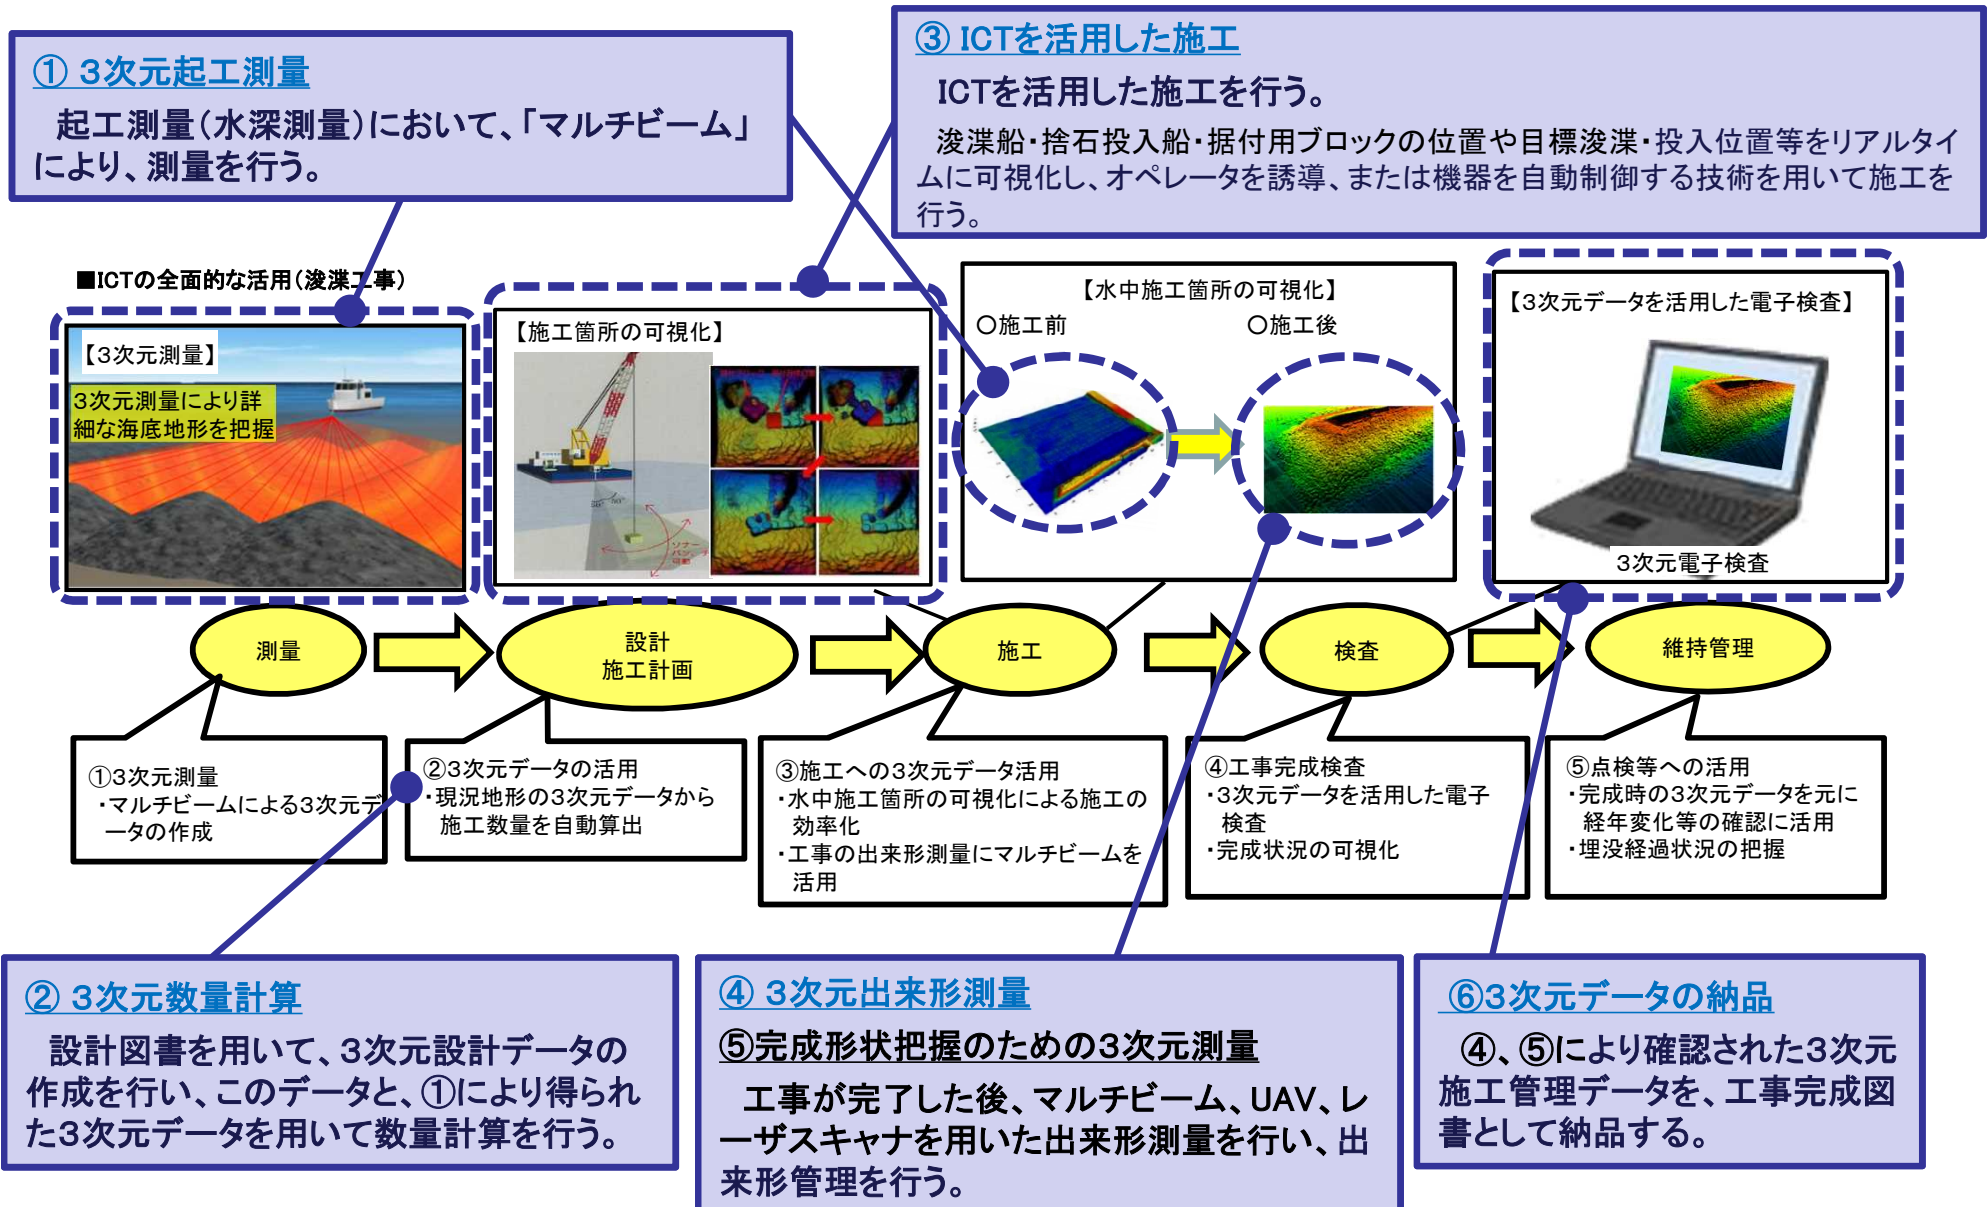 ① 3次元起工測量
起工測量(水深測量)において、「マルチビーム」
により、測量を行う。
③ ICTを活用した施工
ICTを活用した施工を行う。
浚渫船・捨石投入船・据付用ブロックの位置や目標浚渫・投入位置等をリアルタイ
ムに可視化し、オペレータを誘導、または機器を自動制御する技術を用いて施工を
行う。
■ICTの全面的な活用(浚渫工事)
【3次元測量】
3次元測量により詳
細な海底地形を把握
【施工箇所の可視化】
ソナー
パン,
可動
【水中施工箇所の可視化】
○施工前
○施工後
【3次元データを活用した電子検査】
3次元電子検査
測量
設計
施工計画
施工
検査
維持管理
①3次元測量
・マルチビームによる3次元デ
ータの作成
②3次元データの活用
・現況地形の3次元データから
施工数量を自動算出
③施工への3次元データ活用
・水中施工箇所の可視化による施工の
効率化
・工事の出来形測量にマルチビームを
活用
④工事完成検査
・3次元データを活用した電子
検査
・完成状況の可視化
⑤点検等への活用
・完成時の3次元データを元に
経年変化等の確認に活用
・埋没経過状況の把握
② 3次元数量計算
設計図書を用いて、3次元設計データの
作成を行い、このデータと、①により得られ
た3次元データを用いて数量計算を行う。
④ 3次元出来形測量
⑤完成形状把握のための3次元測量
工事が完了した後、マルチビーム、UAV、レ
ーザスキャナを用いた出来形測量を行い、出
来形管理を行う。
⑥3次元データの納品
④、⑤により確認された3次元
施工管理データを、工事完成図
書として納品する。